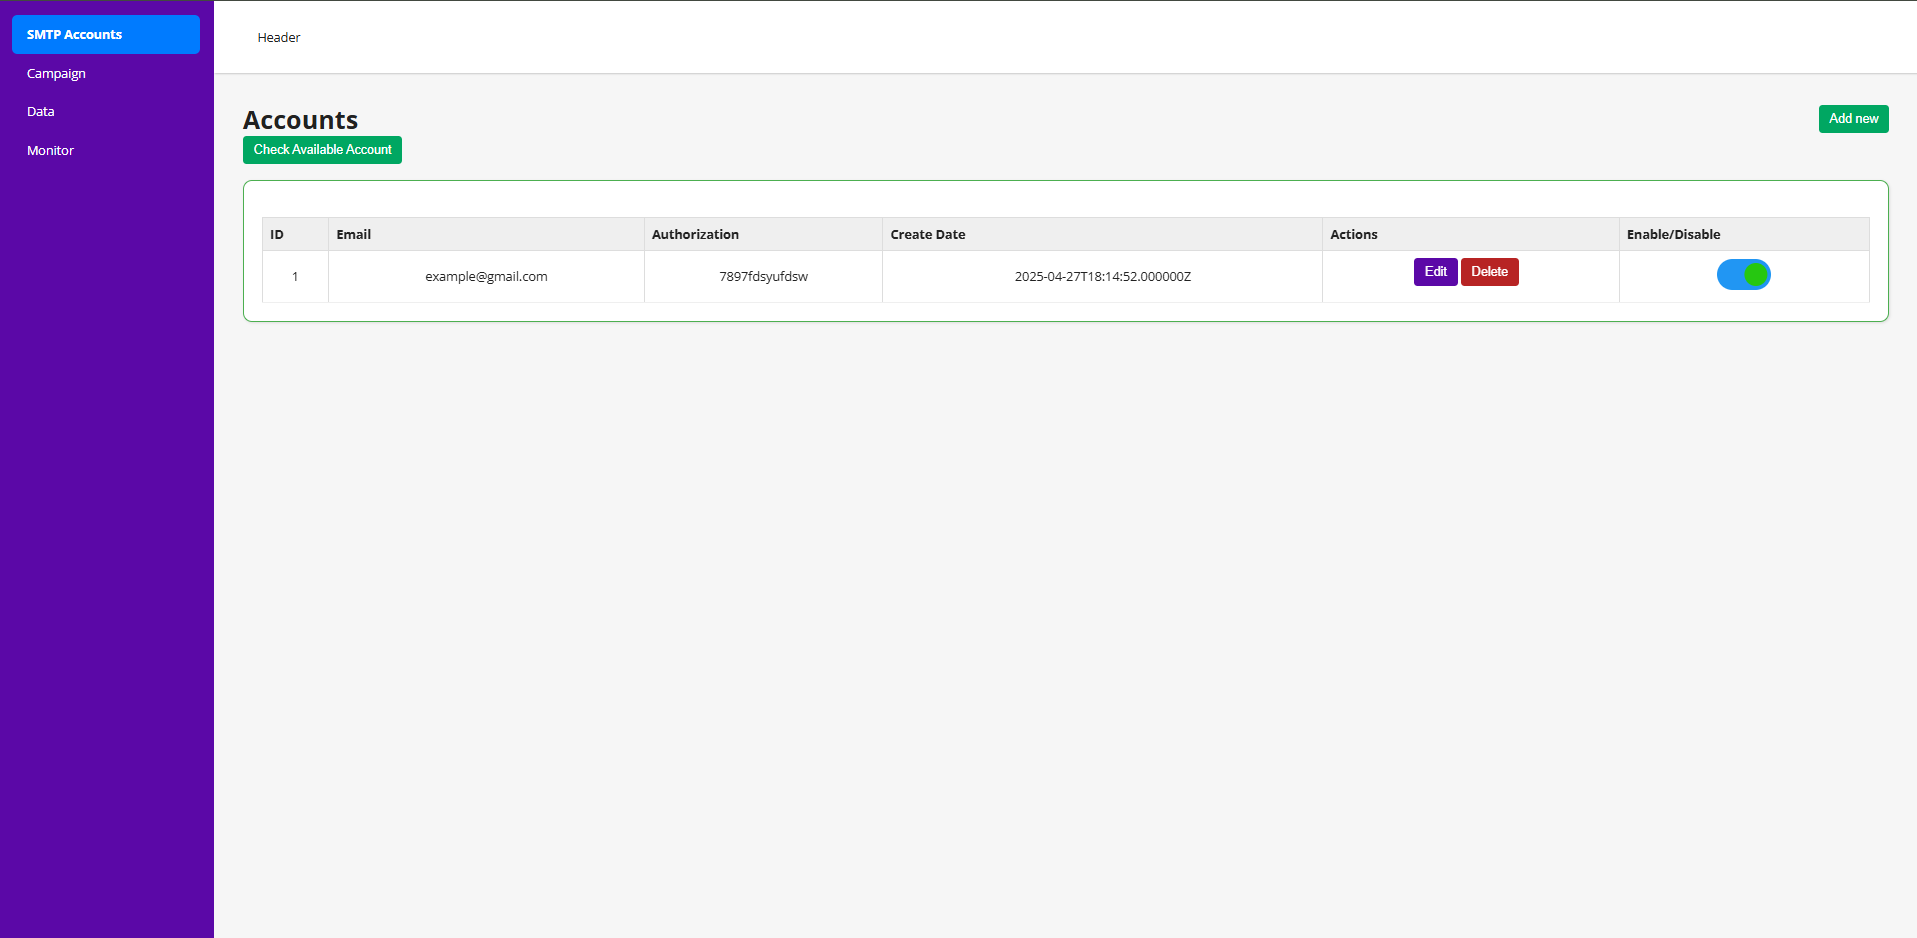 SMTP Accounts
Campaign
Data
Monitor
Header
Accounts
Add new
Check Available Account
ID Email Authorization Create Date Actions Enable/Disable
1 example@gmail.com 7897fdsyufdsw 2025-04-27T18:14:52.000000Z Edit Delete